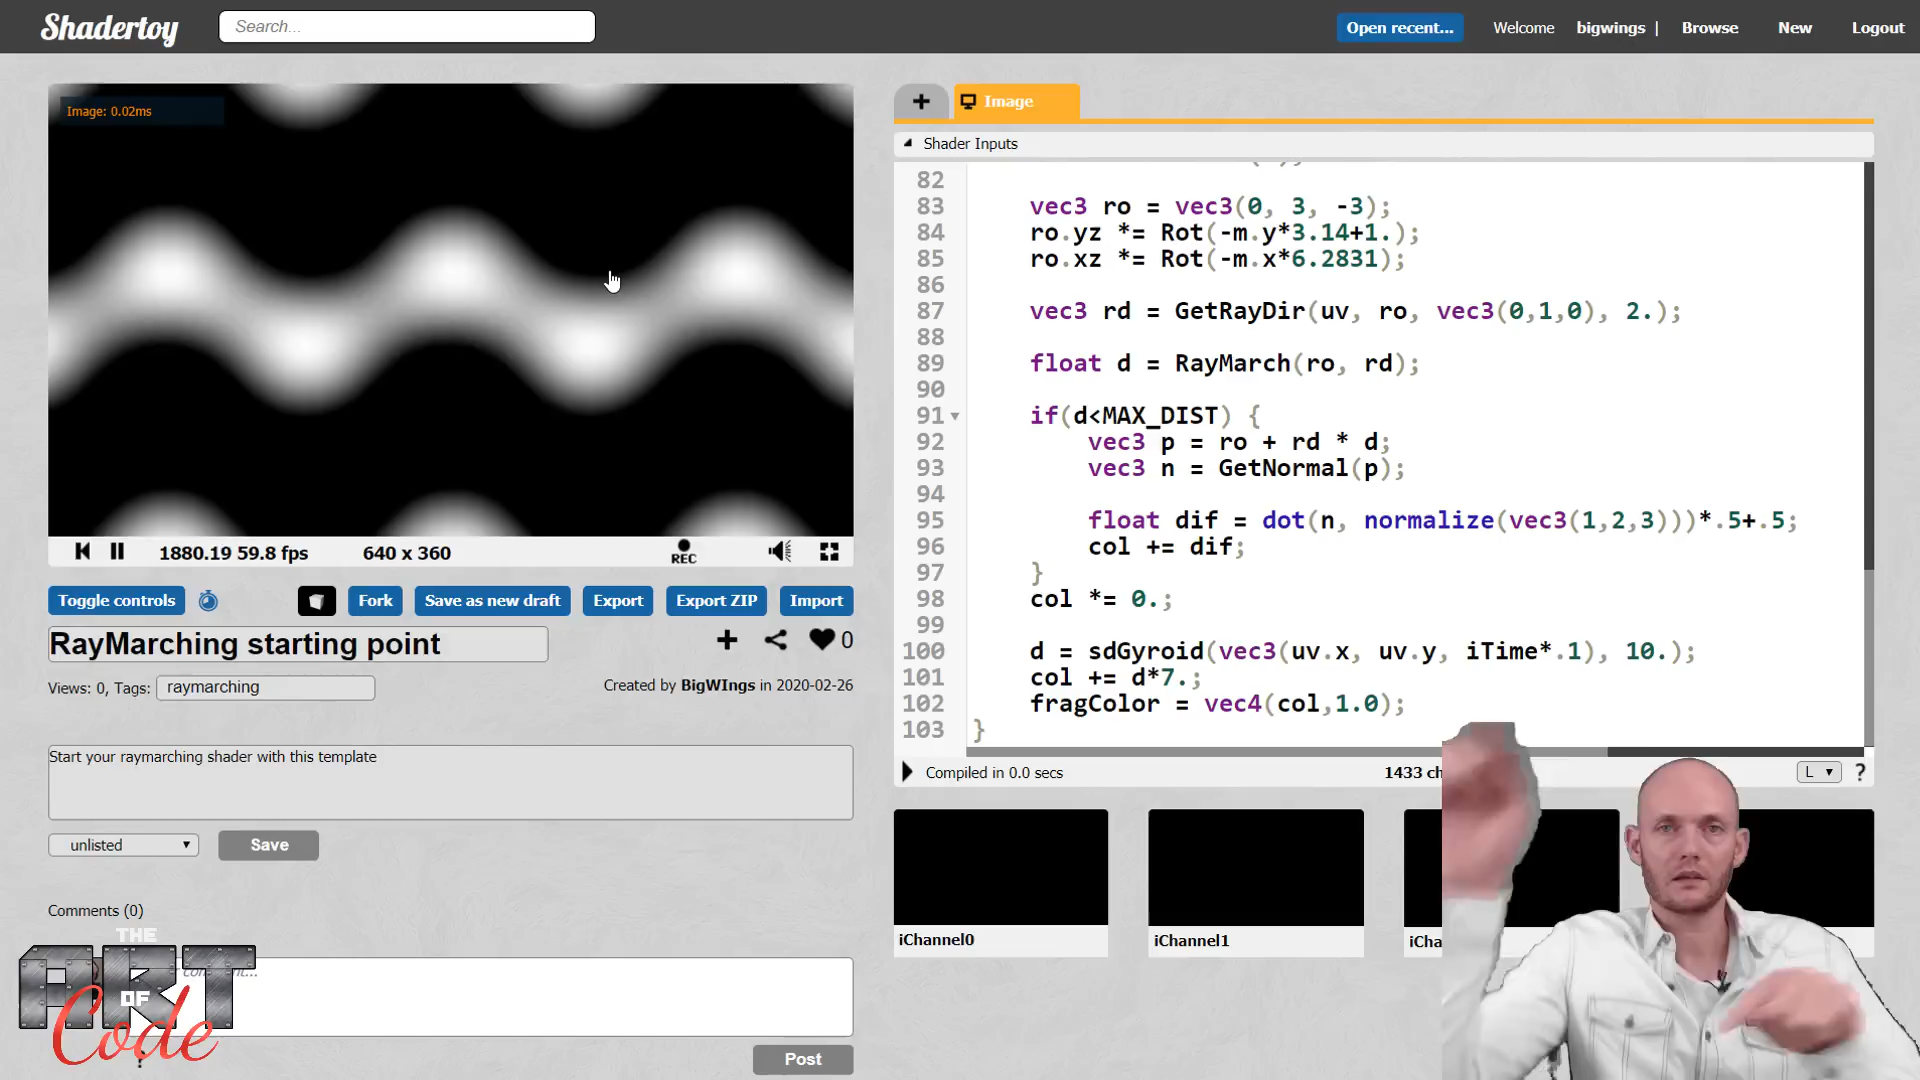 Shadertoy
Search...
Open recent...
Welcome bigwings |
Browse
New
Logout
Image: 0.02ms
1880.19 59.8 fps
640 x 360
REC
Toggle controls
Fork
Save as new draft
Export
Export ZIP
Import
RayMarching starting point
0
Views: 0, Tags: raymarching
Created by BigWIngs in 2020-02-26
Start your raymarching shader with this template
unlisted
Save
Comments (0)
THE
ART
OF
Code
Post
+
Image
Shader Inputs
82
83 vec3 ro = vec3(0, 3, -3);
84 ro.yz *= Rot(-m.y*3.14+1.);
85 ro.xz *= Rot(-m.x*6.2831);
86
87 vec3 rd = GetRayDir(uv, ro, vec3(0,1,0), 2.);
88
89 float d = RayMarch(ro, rd);
90
91 if(d<MAX_DIST) {
92 vec3 p = ro + rd * d;
93 vec3 n = GetNormal(p);
94
95 float dif = dot(n, normalize(vec3(1,2,3)))*.5+.5;
96 col += dif;
97 }
98 col *= 0.;
99
100 d = sdGyroid(vec3(uv.x, uv.y, iTime*.1), 10.);
101 col += d*7.;
102 fragColor = vec4(col,1.0);
103 }
Compiled in 0.0 secs
1433 ch
L
?
iChannel0
iChannel1
iCha